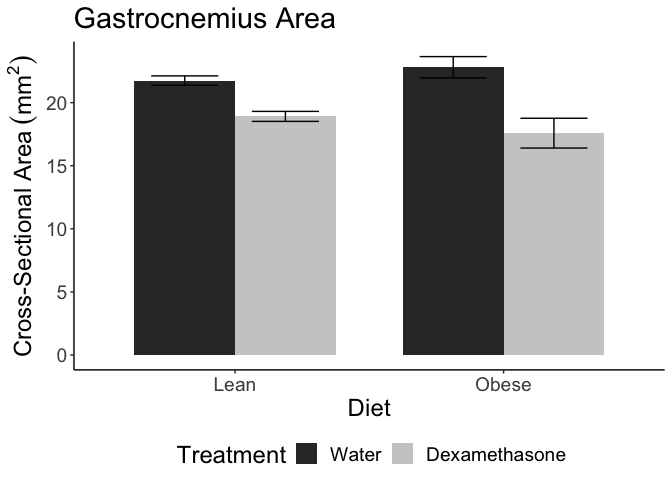 Gastrocnemius Area
Cross-Sectional Area (mm²)
20
15
10
5
0
Lean Obese
Diet
Treatment Water Dexamethasone